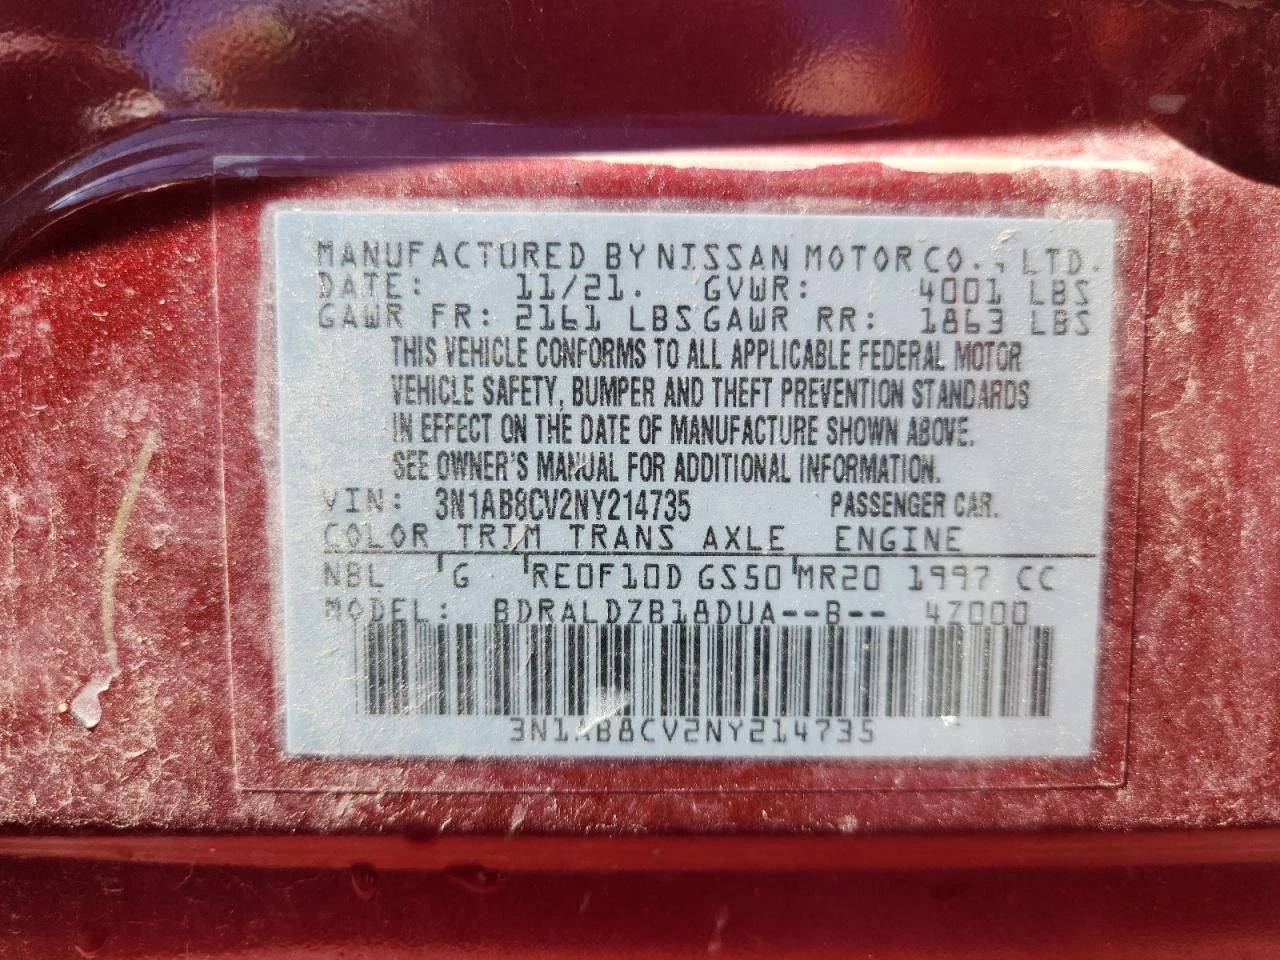 MANUFACTURED BY NISSAN MOTOR CO., LTD.
DATE: 11/21. GVWR: 4001 LBS
GAWR FR: 2161 LBS GAWR RR: 1863 LBS
THIS VEHICLE CONFORMS TO ALL APPLICABLE FEDERAL MOTOR
VEHICLE SAFETY, BUMPER AND THEFT PREVENTION STANDARDS
IN EFFECT ON THE DATE OF MANUFACTURE SHOWN ABOVE.
SEE OWNER'S MANUAL FOR ADDITIONAL INFORMATION.
VIN: 3N1AB8CV2NY214735 PASSENGER CAR.
COLOR TRIM TRANS AXLE ENGINE
NBL G RE0F10D GS50 MR20 1997 CC
MODEL: BDRALDZB18DUA--B-- 4Z000
3N1AB8CV2NY214735